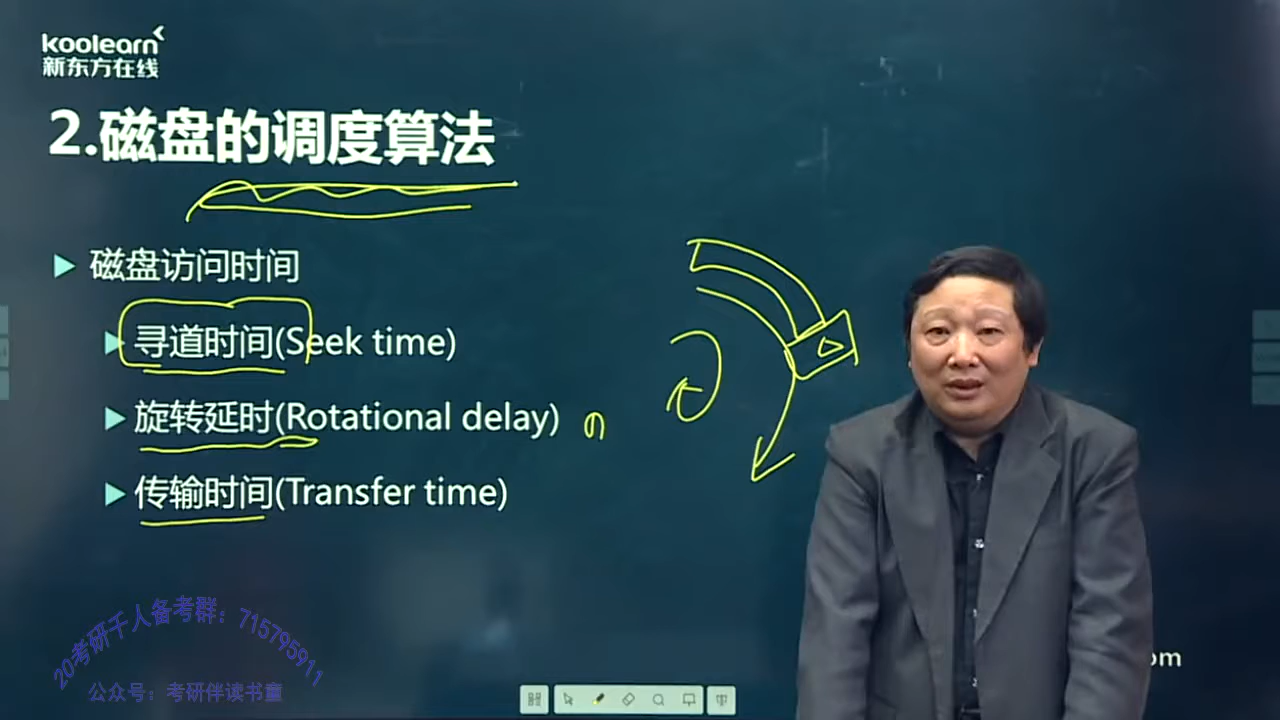 koolearn
新东方在线
2.磁盘的调度算法
磁盘访问时间
寻道时间(Seek time)
旋转延时(Rotational delay)
传输时间(Transfer time)
20考研千人备考群：715795911
公众号：考研伴读书童
om